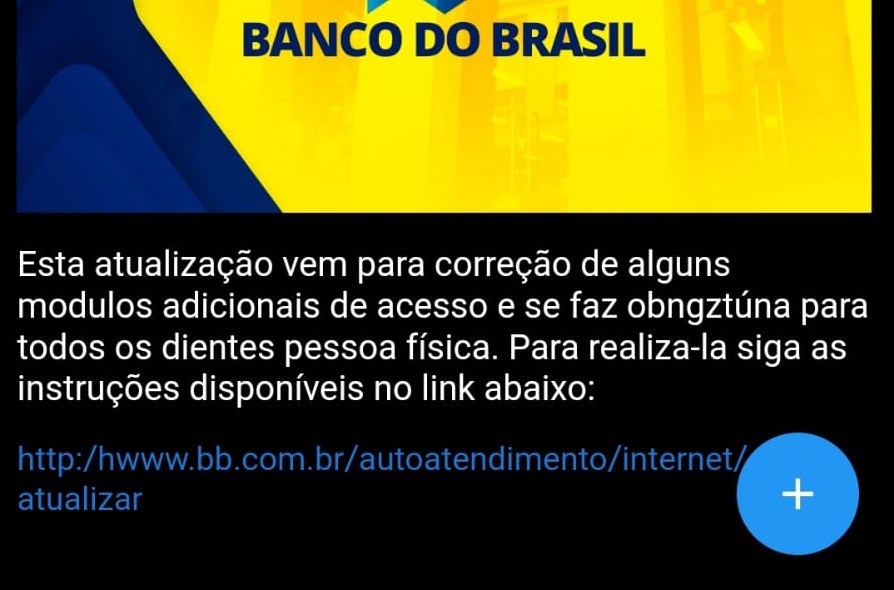 BANCO DO BRASIL
Esta atualização vem para correção de alguns
modulos adicionais de acesso e se faz obngztúna para
todos os dientes pessoa física. Para realiza-la siga as
instruções disponíveis no link abaixo:
http:/hwww.bb.com.br/autoatendimento/internet/
atualizar
+